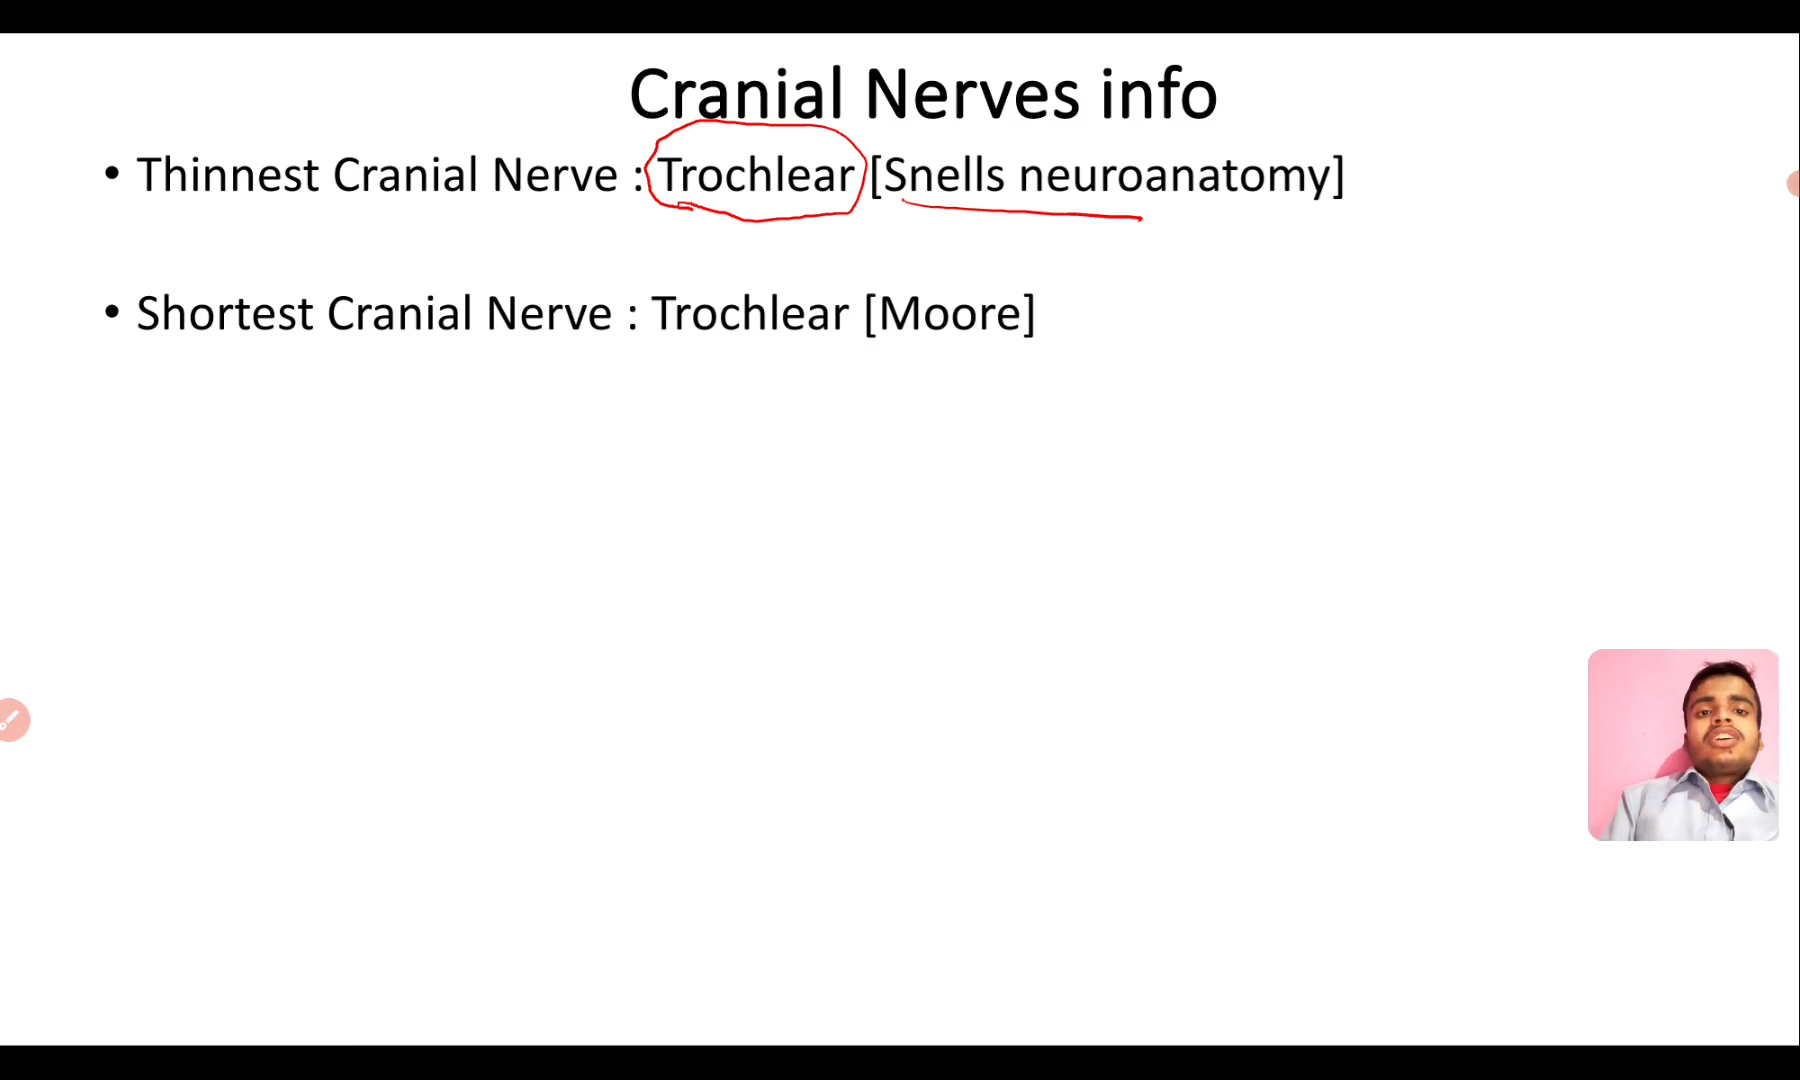 Cranial Nerves info
• Thinnest Cranial Nerve : Trochlear [Snells neuroanatomy]
• Shortest Cranial Nerve : Trochlear [Moore]